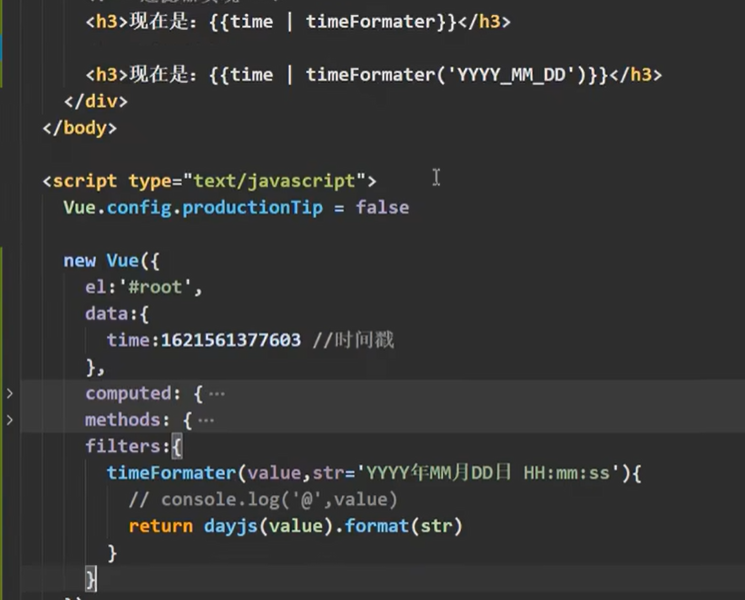 <h3>现在是: {{time | timeFormater}}</h3>
<h3>现在是: {{time | timeFormater('YYYY_MM_DD')}}</h3>
</div>
</body>
<script type="text/javascript">
Vue.config.productionTip = false
new Vue({
el:'#root',
data:{
time:1621561377603 //时间戳
},
computed: { ···
methods: { ···
filters:{
timeFormater(value,str='YYYY年MM月DD日 HH:mm:ss'){
// console.log('@',value)
return dayjs(value).format(str)
}
}